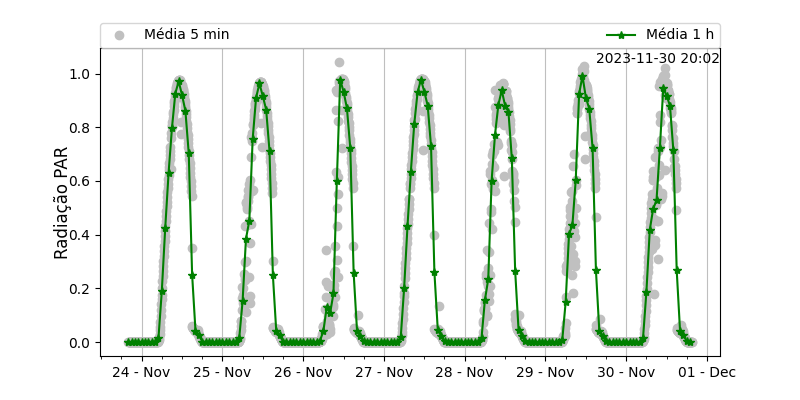 Média 5 min
Média 1 h
2023-11-30 20:02
Radiação PAR
1.0
0.8
0.6
0.4
0.2
0.0
24 - Nov
25 - Nov
26 - Nov
27 - Nov
28 - Nov
29 - Nov
30 - Nov
01 - Dec